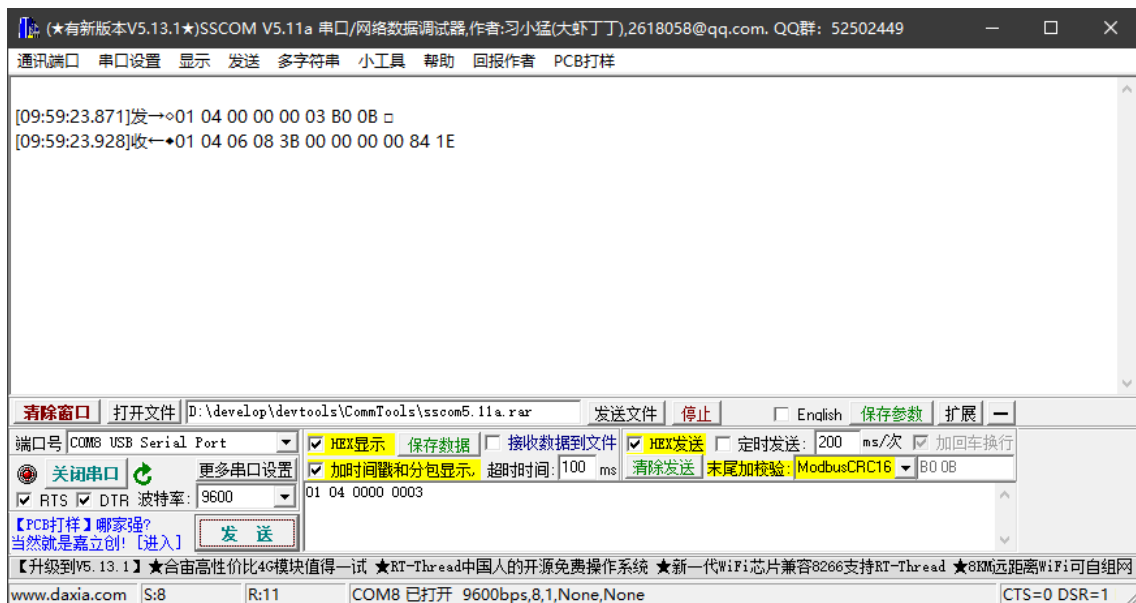 (★有新版本V5.13.1★)SSCOM V5.11a 串口/网络数据调试器,作者:习小猛(大虾丁丁),2618058@qq.com. QQ群: 52502449
通讯端口 串口设置 显示 发送 多字符串 小工具 帮助 回报作者 PCB打样
[09:59:23.871]发→◇01 04 00 00 00 03 B0 0B □
[09:59:23.928]收←◆01 04 06 08 3B 00 00 00 00 84 1E
清除窗口 打开文件 D:\develop\devtools\CommTools\sscom5.11a.rar 发送文件 停止 English 保存参数 扩展 —
端口号 COM8 USB Serial Port HEX显示 保存数据 接收数据到文件 HEX发送 定时发送: 200 ms/次 加回车换行
关闭串口 更多串口设置 加时间戳和分包显示, 超时时间: 100 ms 清除发送 末尾加校验: ModbusCRC16 B0 0B
RTS DTR 波特率: 9600 01 04 0000 0003
【PCB打样】哪家强?
当然就是嘉立创! [进入] 发 送
【升级到V5.13.1】★合宙高性价比4G模块值得一试 ★RT-Thread中国人的开源免费操作系统 ★新一代WiFi芯片兼容8266支持RT-Thread ★8KM远距离WiFi可自组网
www.daxia.com S:8 R:11 COM8 已打开 9600bps,8,1,None,None CTS=0 DSR=1